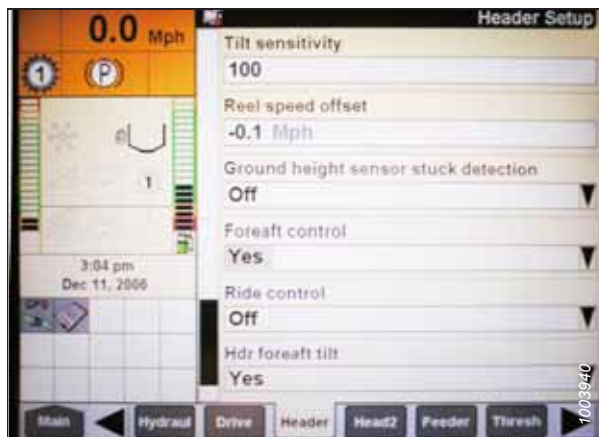 0.0 Mph
Header Setup
1 (P)
Tilt sensitivity
100
Reel speed offset
-0.1 Mph
Ground height sensor stuck detection
1
Off
Foreaft control
Yes
3:04 pm
Dec 11, 2006
Ride control
Off
Hdr foreaft tilt
Yes
1003940
Main Hydraul Drive Header Head2 Feeder Thresh